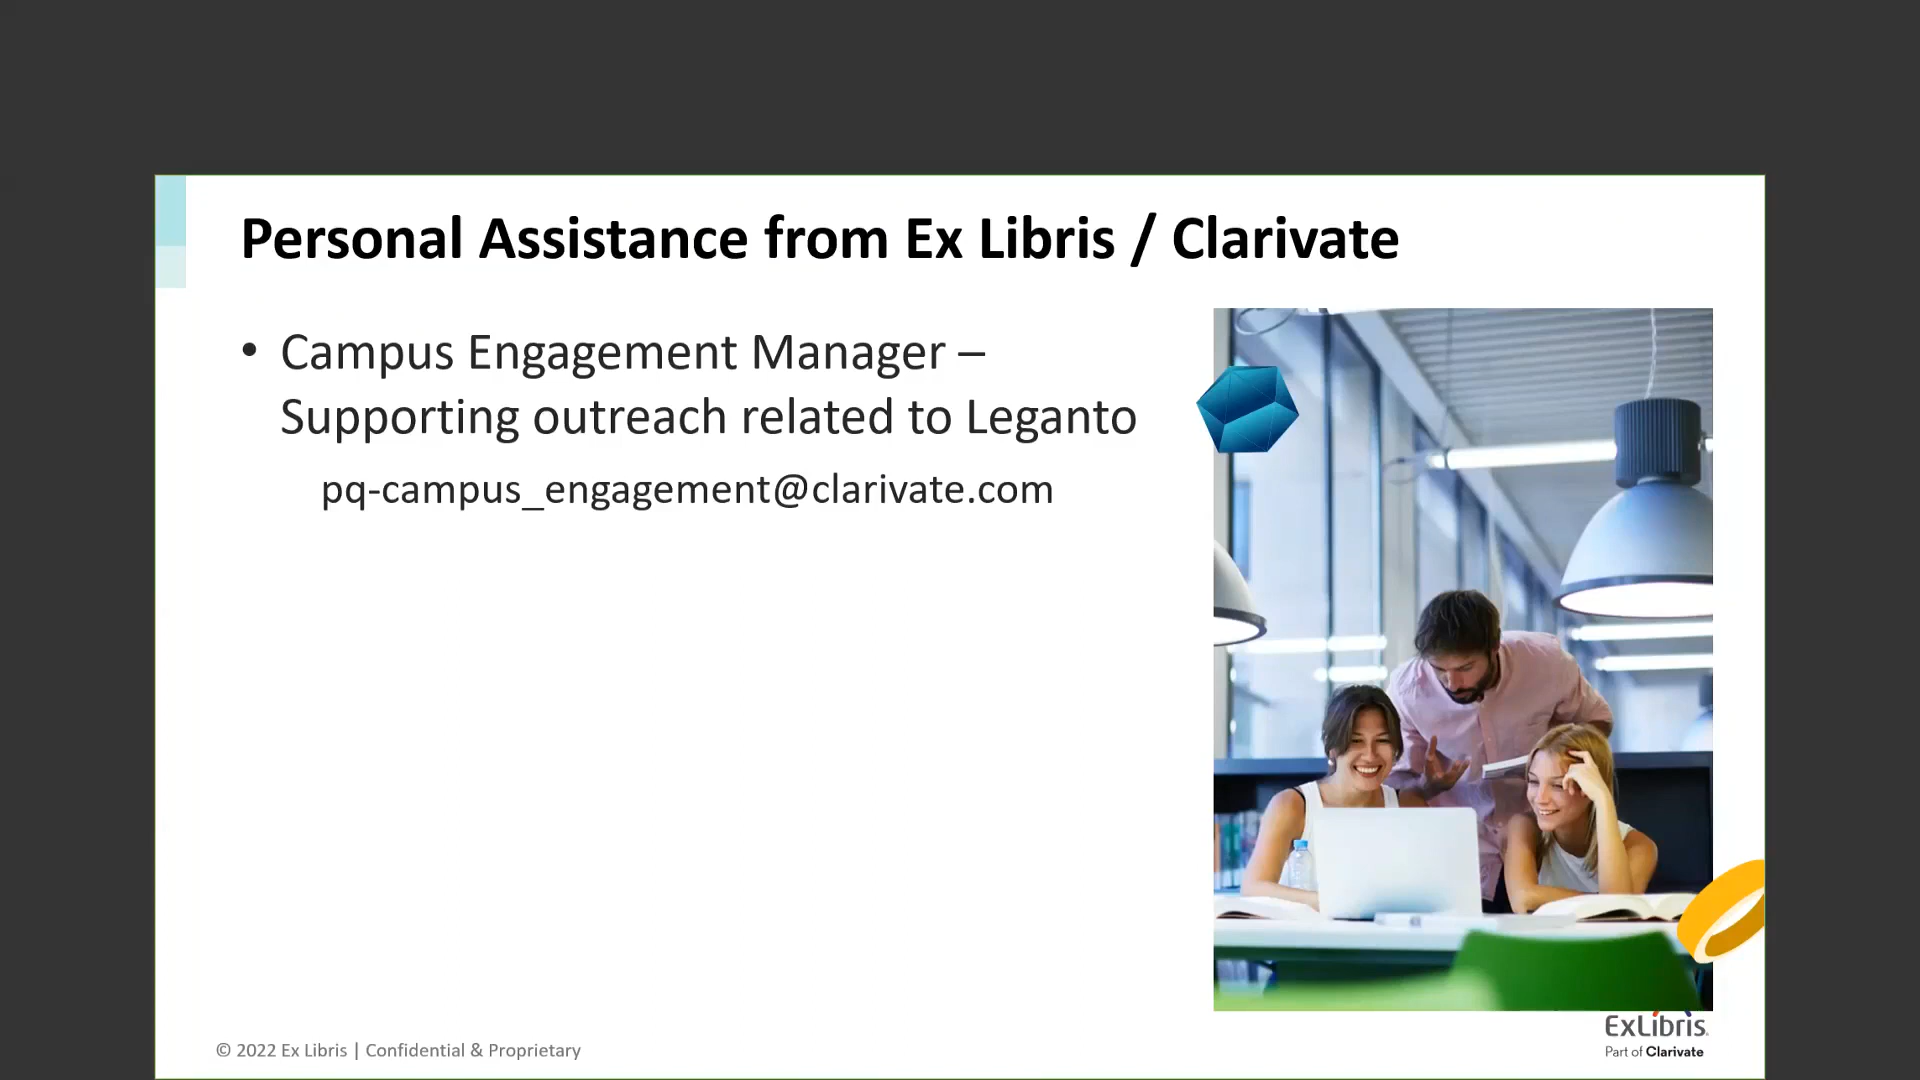 Personal Assistance from Ex Libris / Clarivate
• Campus Engagement Manager –
Supporting outreach related to Leganto
pq-campus_engagement@clarivate.com
© 2022 Ex Libris | Confidential & Proprietary
ExLibris
Part of Clarivate